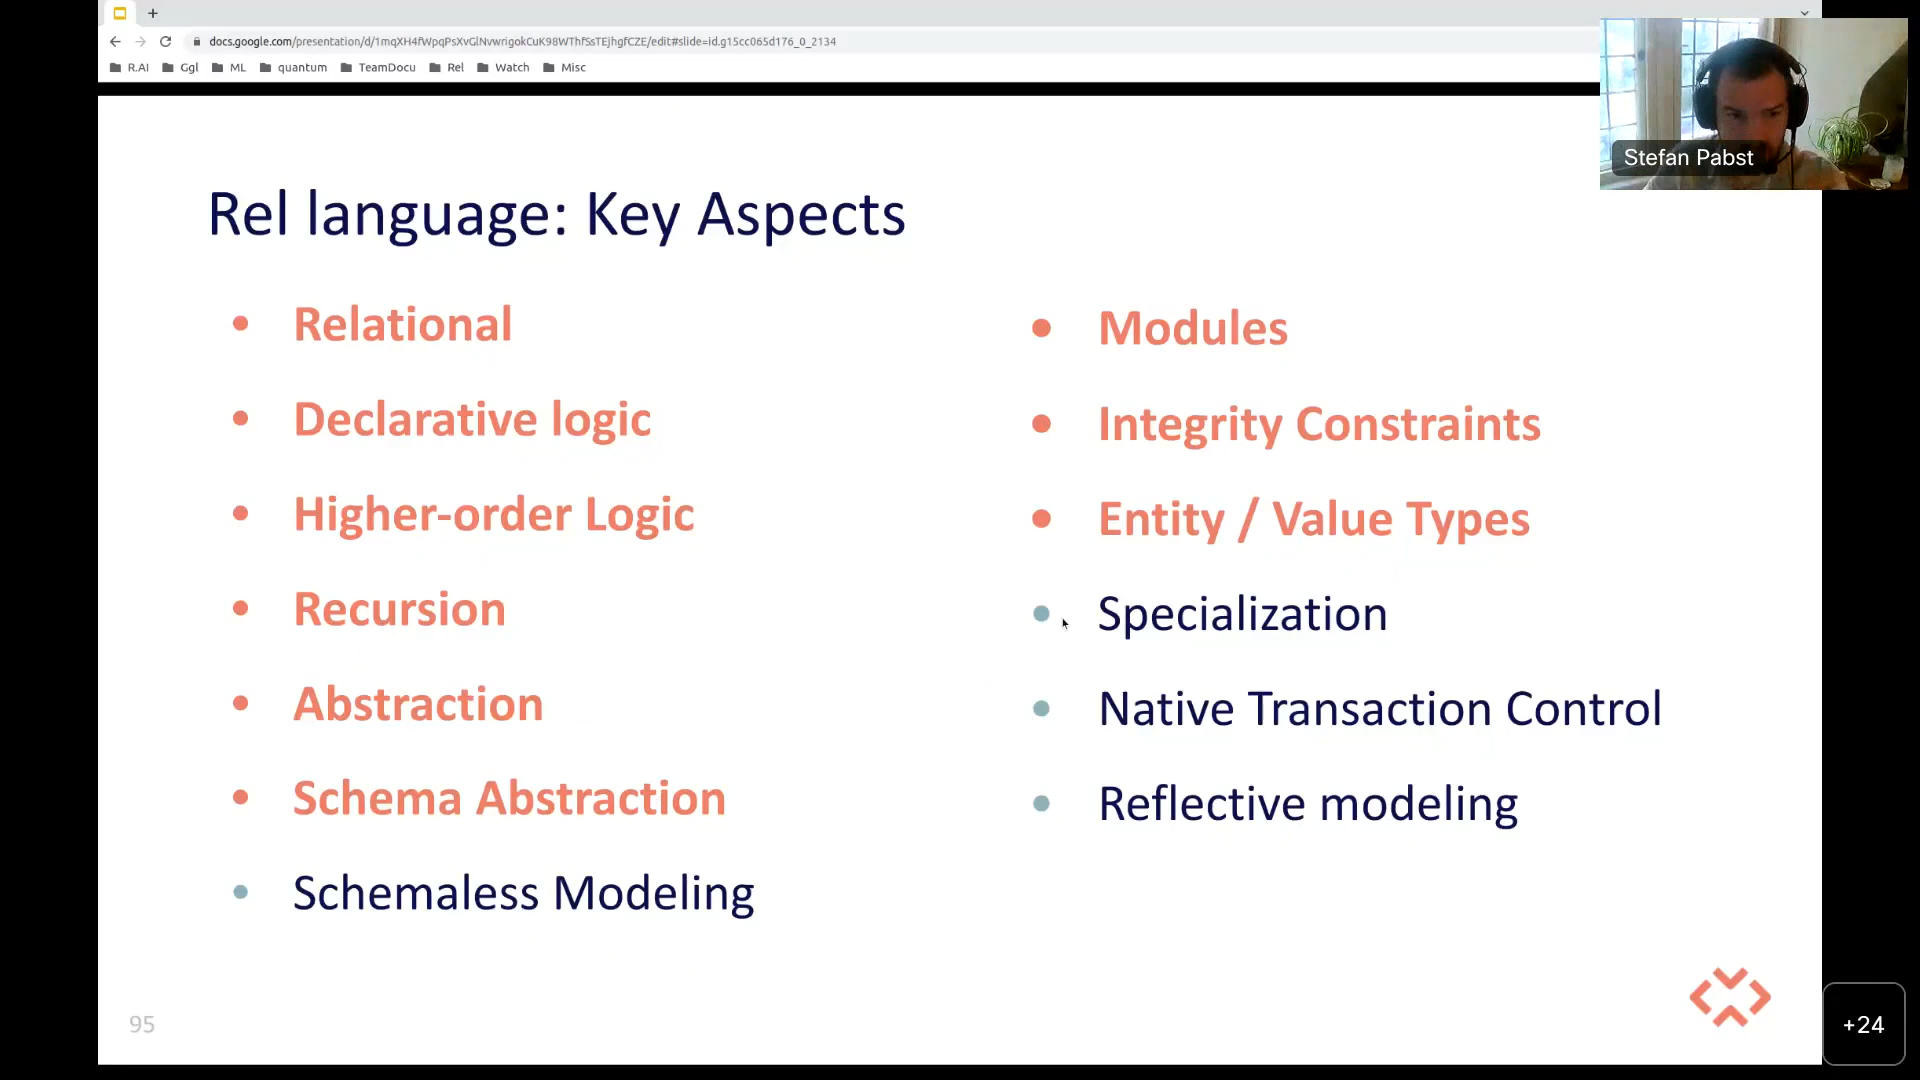 docs.google.com/presentation/d/1mqXH4fWpqPsXvGlNvwrigokCuK98WThfSsTEjhgfCZE/edit#slide=id.g15cc065d176_0_2134
R.AI Ggl ML quantum TeamDocu Rel Watch Misc
Stefan Pabst
Rel language: Key Aspects
• Relational
• Declarative logic
• Higher-order Logic
• Recursion
• Abstraction
• Schema Abstraction
• Schemaless Modeling
• Modules
• Integrity Constraints
• Entity / Value Types
• Specialization
• Native Transaction Control
• Reflective modeling
95
+24